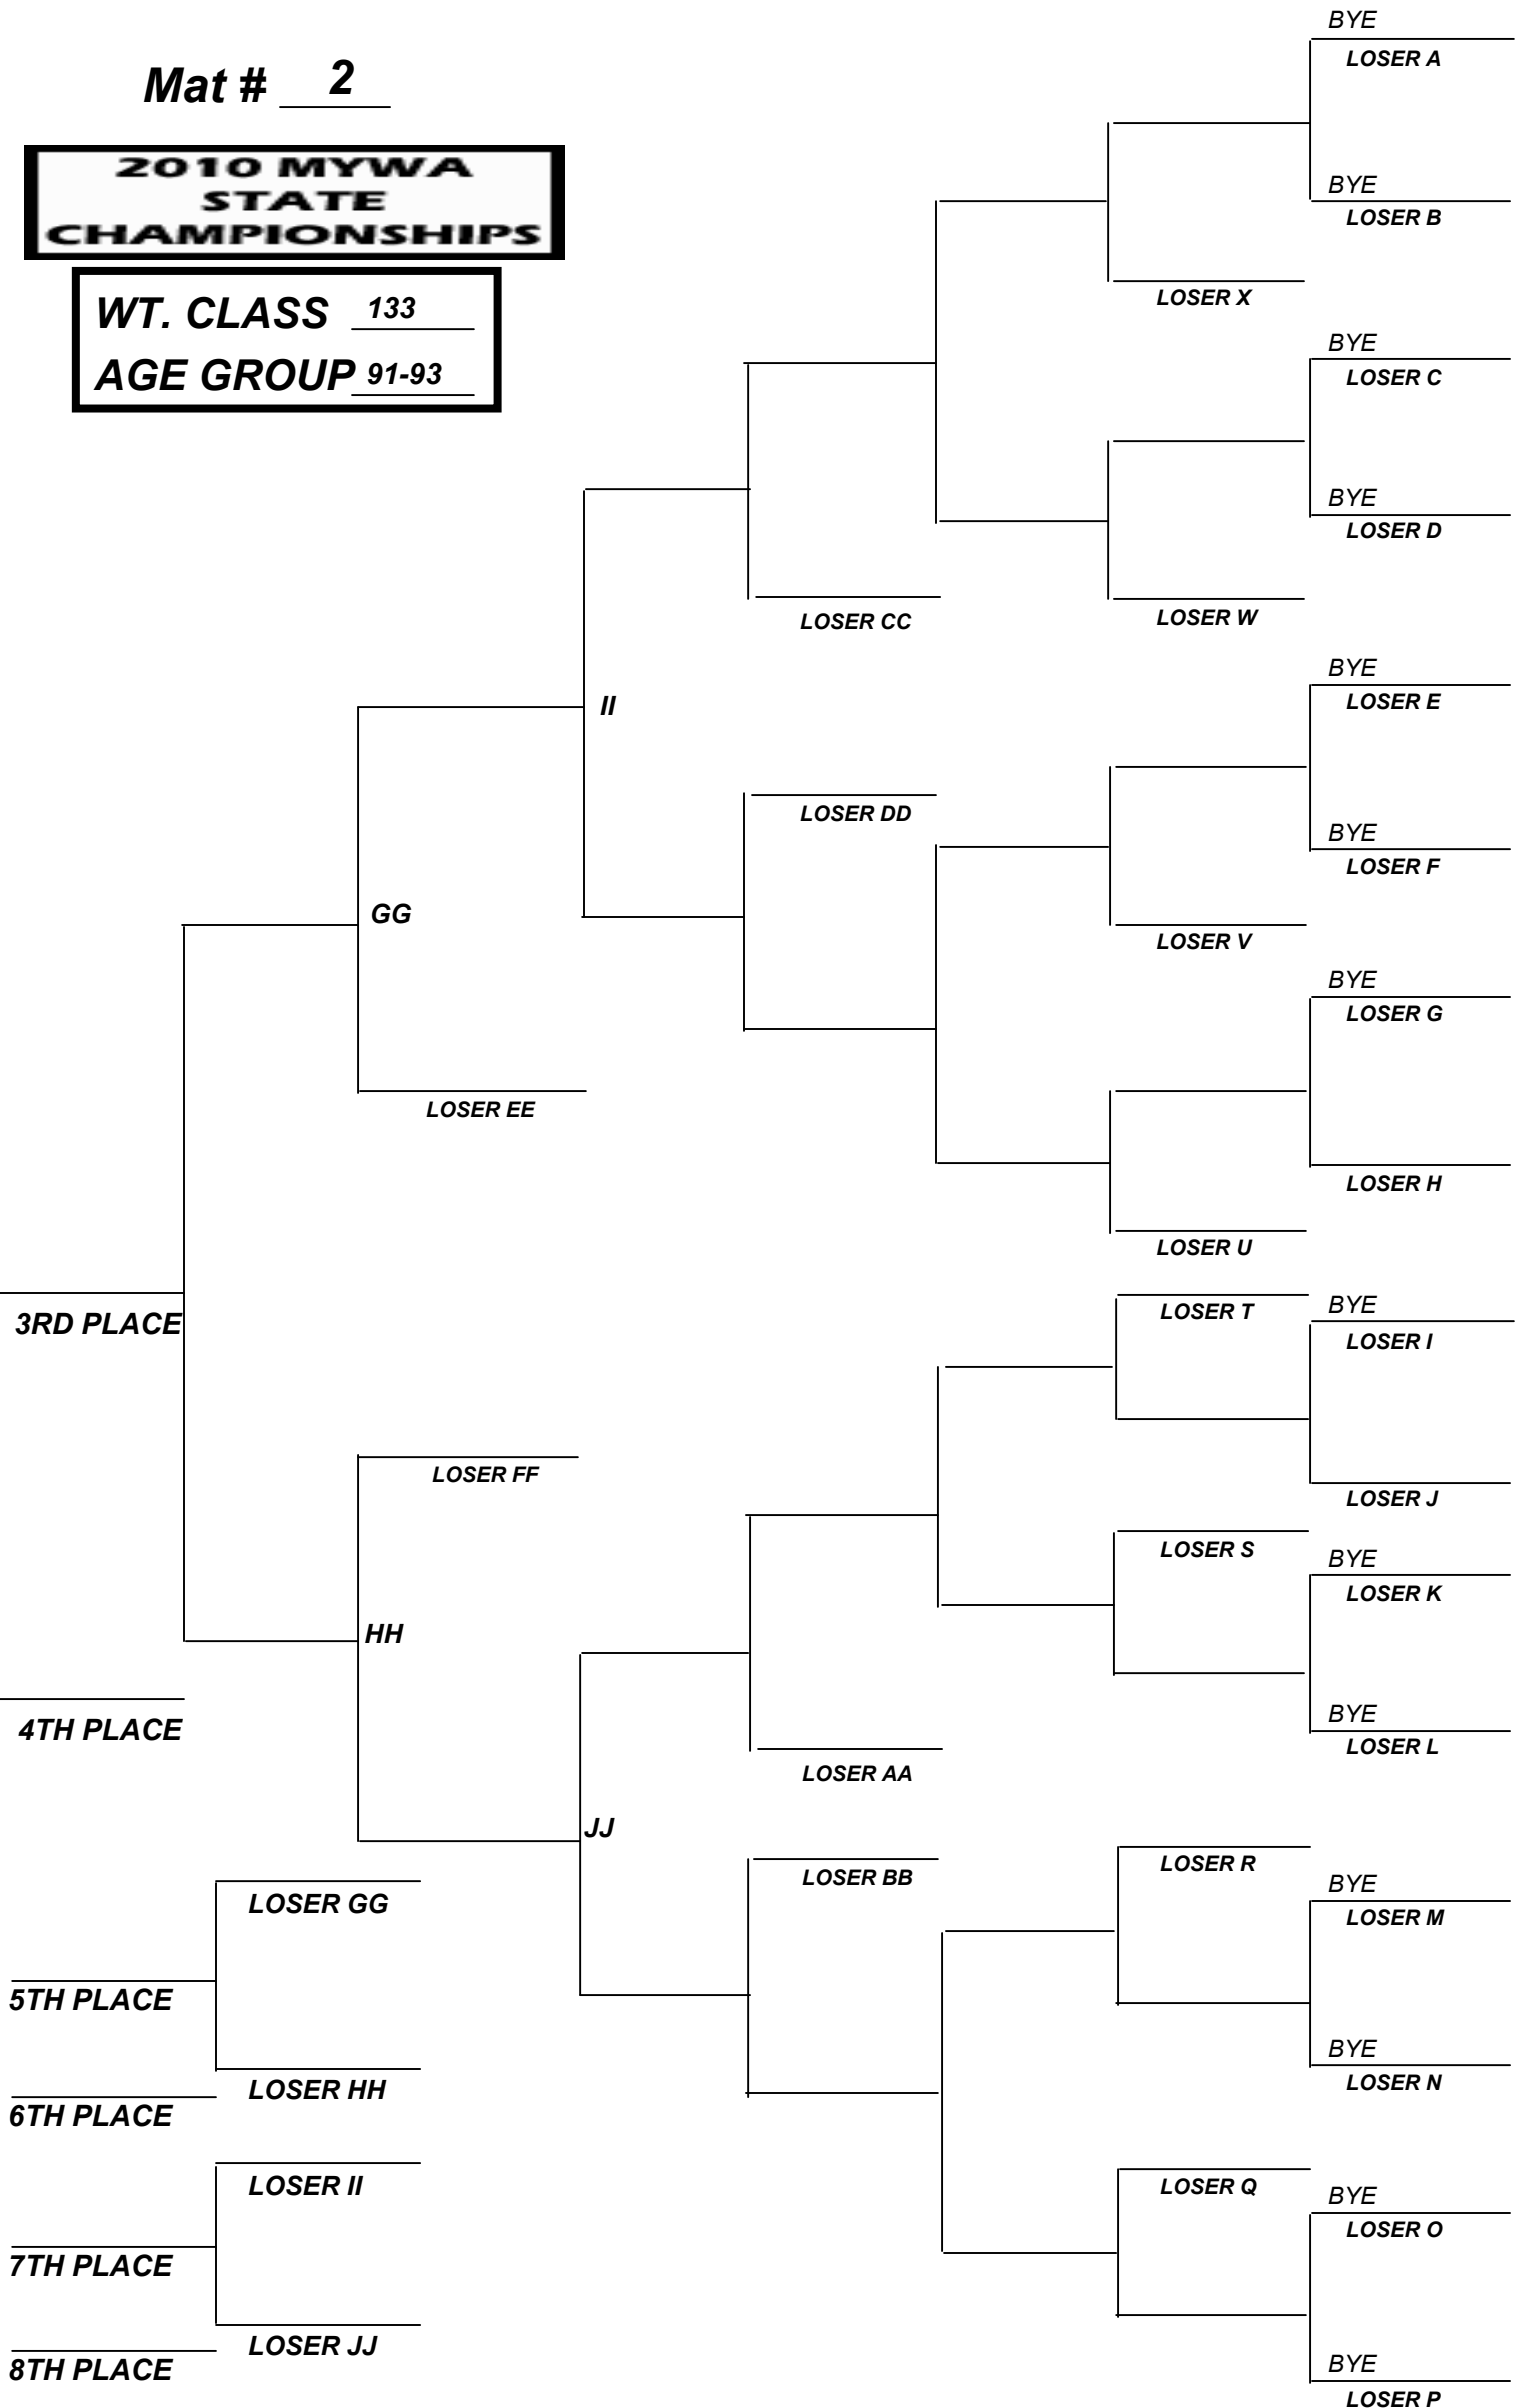 Mat # 2
2010 MYWA
STATE
CHAMPIONSHIPS
WT. CLASS 133
AGE GROUP 91-93
BYE
LOSER A
BYE
LOSER B
LOSER X
BYE
LOSER C
BYE
LOSER D
LOSER CC
LOSER W
BYE
LOSER E
II
LOSER DD
BYE
LOSER F
GG
LOSER V
BYE
LOSER G
LOSER EE
LOSER H
LOSER U
3RD PLACE
LOSER T
BYE
LOSER I
LOSER FF
LOSER J
LOSER S
BYE
LOSER K
HH
4TH PLACE
BYE
LOSER L
LOSER AA
JJ
LOSER BB
LOSER R
BYE
LOSER M
LOSER GG
5TH PLACE
BYE
LOSER N
LOSER HH
6TH PLACE
LOSER II
LOSER Q
BYE
LOSER O
7TH PLACE
LOSER JJ
8TH PLACE
BYE
LOSER P